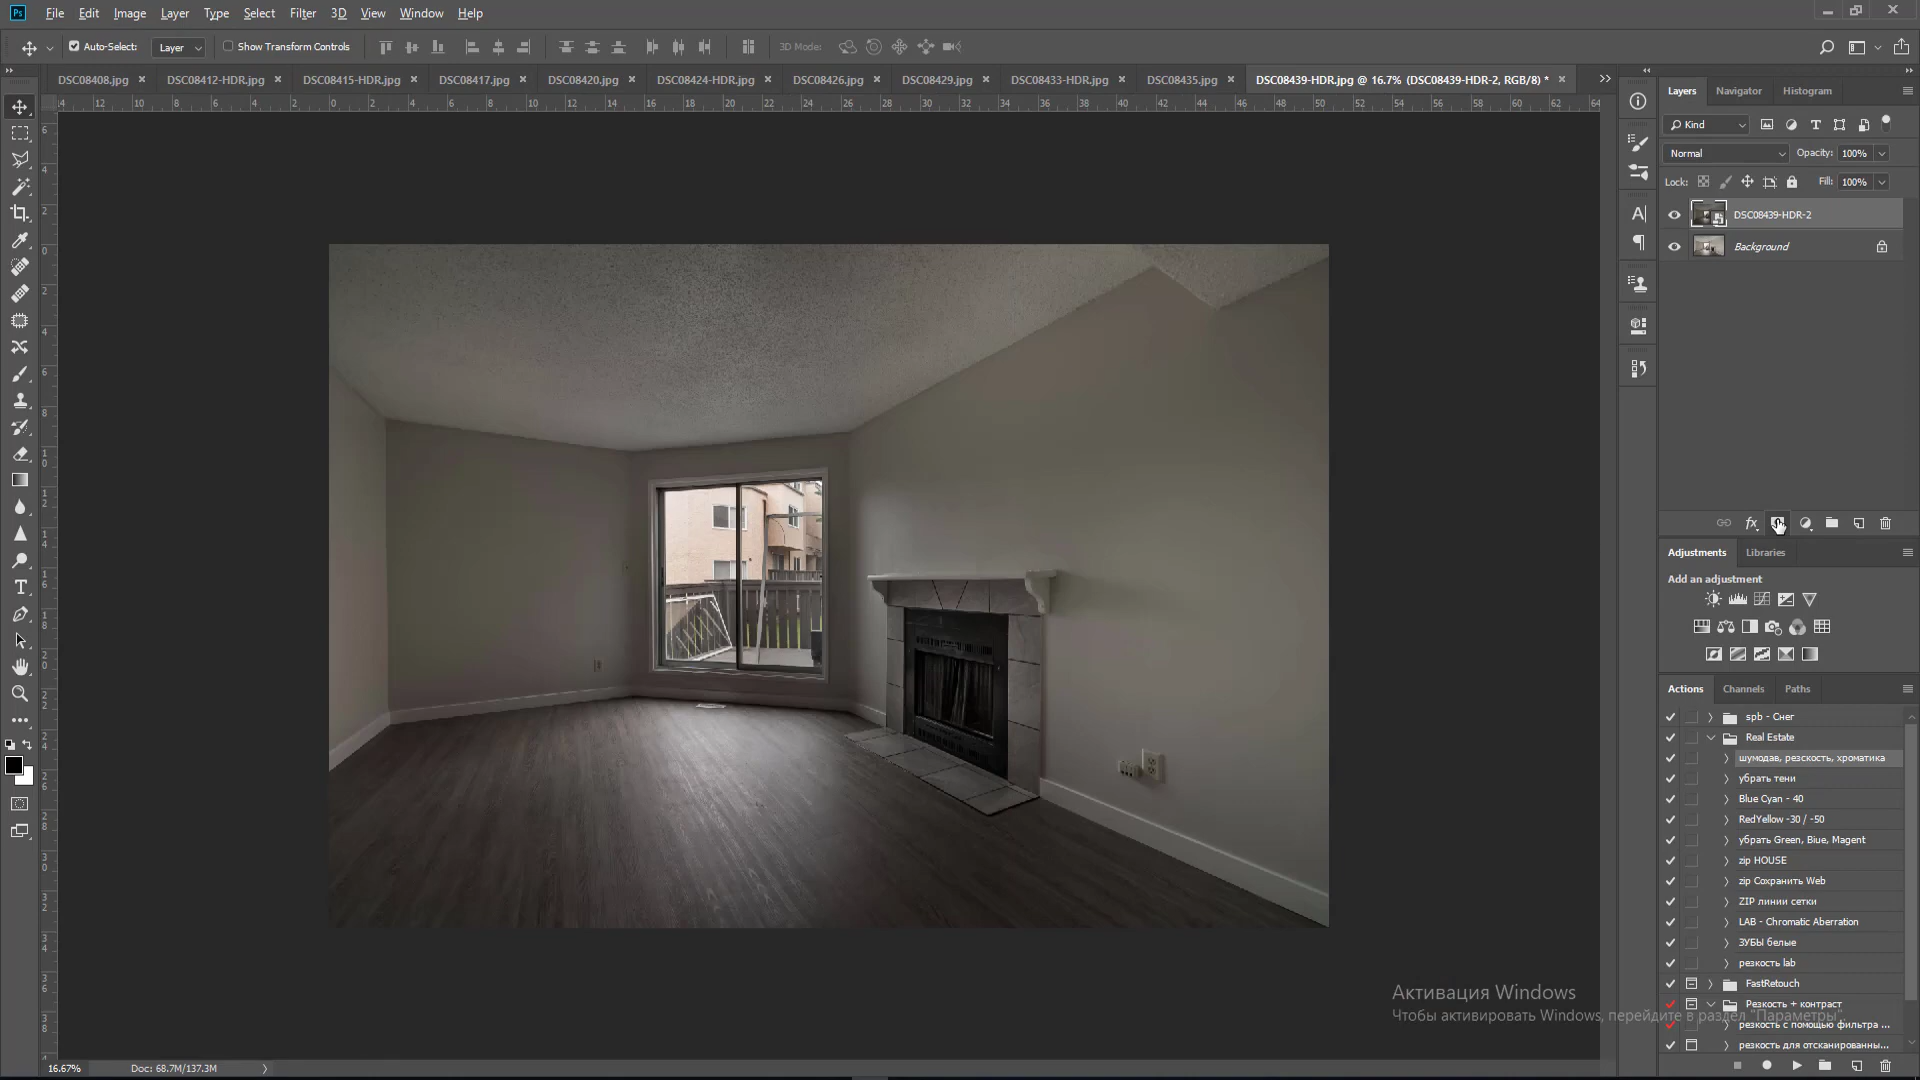 Ps File Edit Image Layer Type Select Filter 3D View Window Help
Auto-Select: Layer Show Transform Controls 3D Mode:
DSC08408.jpg DSC08412-HDR.jpg DSC08415-HDR.jpg DSC08417.jpg DSC08420.jpg DSC08424-HDR.jpg DSC08426.jpg DSC08429.jpg DSC08433-HDR.jpg DSC08435.jpg DSC08439-HDR.jpg @ 16.7% (DSC08439-HDR-2, RGB/8) *
Layers Navigator Histogram
Kind
Normal Opacity: 100%
Lock: Fill: 100%
DSC08439-HDR-2
Background
fx
Adjustments Libraries
Add an adjustment
Actions Channels Paths
spb - Снег
Real Estate
шумодав, резскость, хроматика
убрать тени
Blue Cyan - 40
RedYellow -30 / -50
убрать Green, Biue, Magent
zip HOUSE
zip Сохранить Web
ZIP линии сетки
LAB - Chromatic Aberration
ЗУБЫ белые
резкость lab
FastRetouch
Резкость + контраст
резкость с помощью фильтра ...
резкость для отсканированны...
Активация Windows
Чтобы активировать Windows, перейдите в раздел "Параметры".
16.67% Doc: 68.7M/137.3M